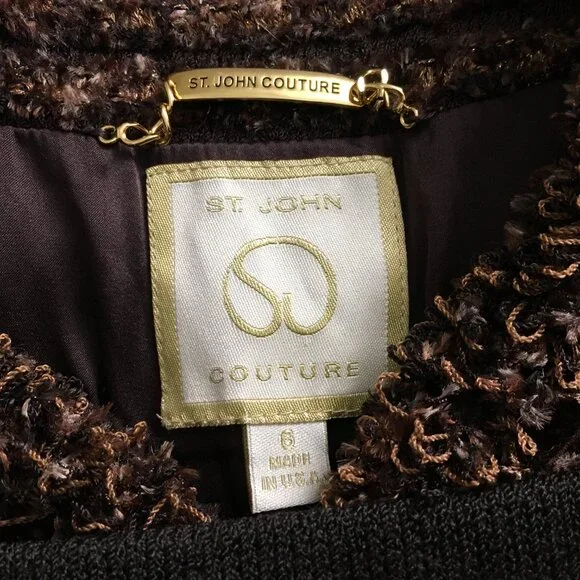 ST. JOHN COUTURE
ST. JOHN
SJ
COUTURE
6
MADE
IN U.S.A.